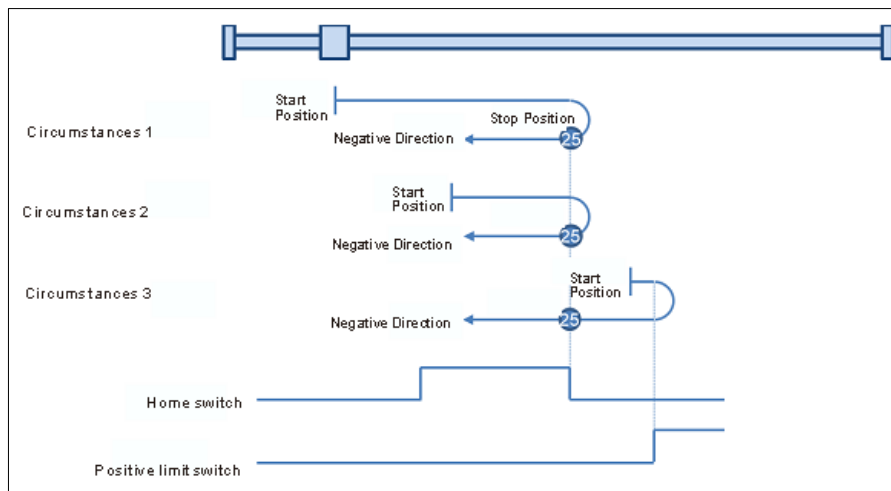 Start
Position
Stop Position
Circumstances 1
Negative Direction
25
Start
Position
Circumstances 2
Negative Direction
25
Start
Position
Circumstances 3
Negative Direction
25
Home switch
Positive limit switch